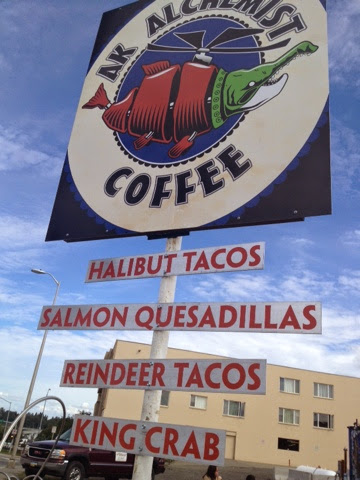 AK ALCHEMIST
COFFEE
HALIBUT TACOS
SALMON QUESADILLAS
REINDEER TACOS
KING CRAB